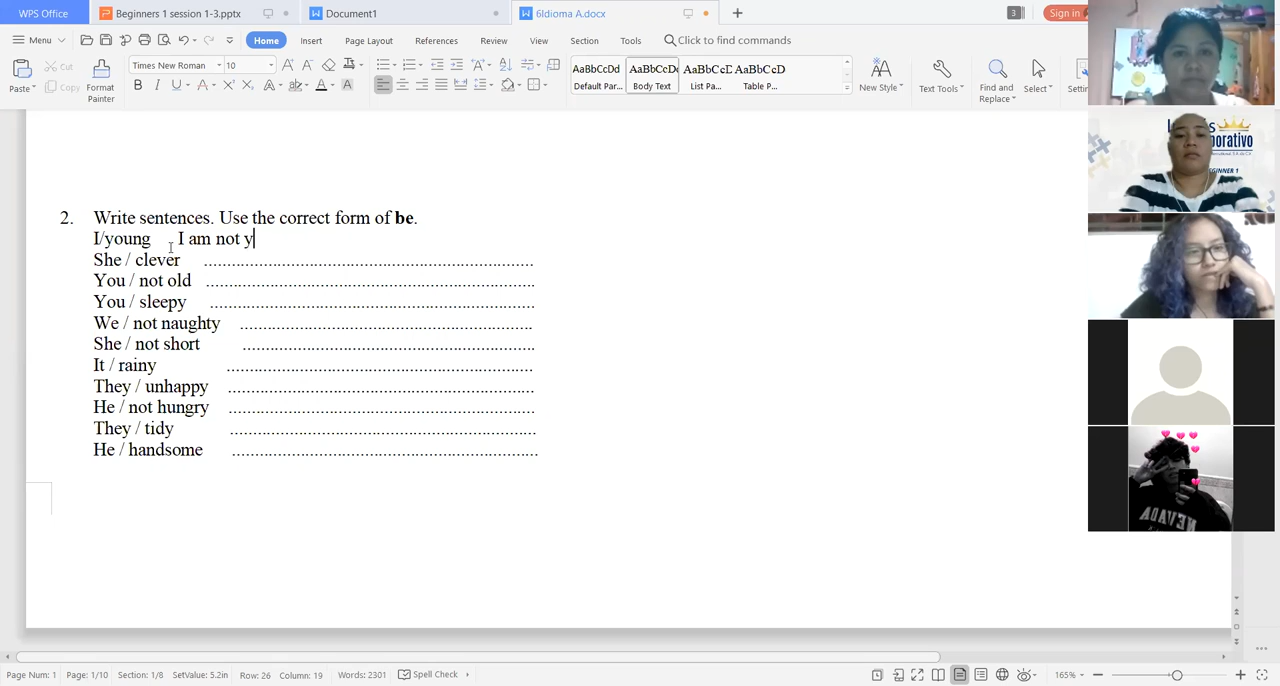 WPS Office
Beginners 1 session 1-3.pptx
Document1
6Idioma A.docx
3
Sign in
Menu
Home
Insert
Page Layout
References
Review
View
Section
Tools
Click to find commands
Paste
Cut
Copy
Format Painter
Times New Roman
10
AaBbCcDd
AaBbCcDd
AaBbCcD
AaBbCcD
Default Par...
Body Text
List Pa...
Table P...
New Style
Text Tools
Find and Replace
Select
2. Write sentences. Use the correct form of be.
I/young I am not y
She / clever ........................................................................
You / not old ........................................................................
You / sleepy ........................................................................
We / not naughty ................................................................
She / not short ................................................................
It / rainy ....................................................................
They / unhappy ....................................................................
He / not hungry ....................................................................
They / tidy ....................................................................
He / handsome ....................................................................
NEVADA
Page Num: 1
Page: 1/10
Section: 1/8
SetValue: 5.2in
Row: 26
Column: 19
Words: 2301
Spell Check
165%